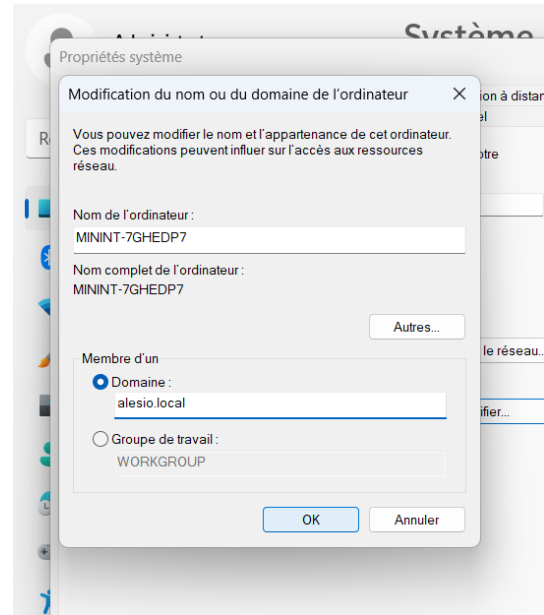 Système
Propriétés système
Modification du nom ou du domaine de l'ordinateur
Vous pouvez modifier le nom et l'appartenance de cet ordinateur.
Ces modifications peuvent influer sur l'accès aux ressources
réseau.
Nom de l'ordinateur :
MININT-7GHEDP7
Nom complet de l'ordinateur :
MININT-7GHEDP7
Autres...
le réseau...
Membre d'un
Domaine :
alesio.local
Groupe de travail :
WORKGROUP
OK
Annuler